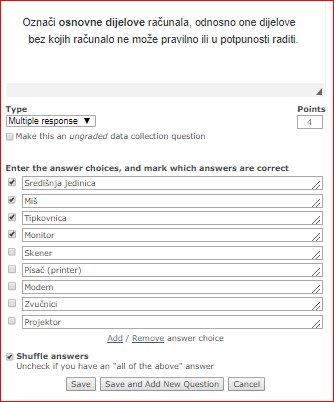 Označi osnovne dijelove računala, odnosno one dijelove
bez kojih računalo ne može pravilno ili u potpunosti raditi.
Type
Points
Multiple response
4
Make this an ungraded data collection question
Enter the answer choices, and mark which answers are correct
Središnja jedinica
Miš
Tipkovnica
Monitor
Skener
Pisač (printer)
Modem
Zvučnici
Projektor
Add / Remove answer choice
Shuffle answers
Uncheck if you have an "all of the above" answer
Save
Save and Add New Question
Cancel